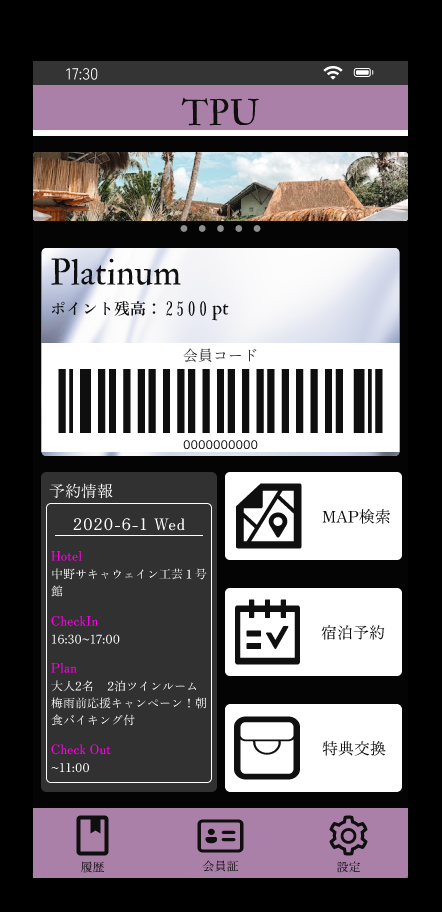 17:30
TPU
Platinum
ポイント残高：2500pt
会員コード
0000000000
予約情報
2020-6-1 Wed
Hotel
中野サキャウェイン工芸１号
館
CheckIn
16:30~17:00
Plan
大人2名　2泊ツインルーム
梅雨前応援キャンペーン！朝
食バイキング付
Check Out
~11:00
MAP検索
宿泊予約
特典交換
履歴
会員証
設定